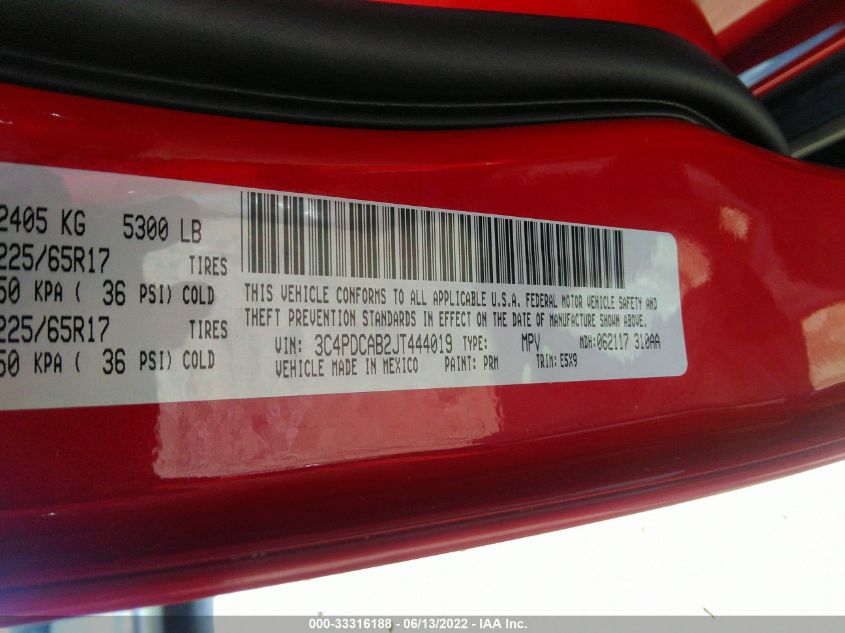 2405 KG 5300 LB
225/65R17 TIRES
50 KPA ( 36 PSI) COLD
225/65R17 TIRES
50 KPA ( 36 PSI) COLD
THIS VEHICLE CONFORMS TO ALL APPLICABLE U.S.A. FEDERAL MOTOR VEHICLE SAFETY AND
THEFT PREVENTION STANDARDS IN EFFECT ON THE DATE OF MANUFACTURE SHOWN ABOVE.
VIN: 3C4PDCAB2JT444019 TYPE: MPV MDH: 062117 310AA
VEHICLE MADE IN MEXICO PAINT: PRM TRIM: E5X9
000-33316188 - 06/13/2022 - IAA Inc.